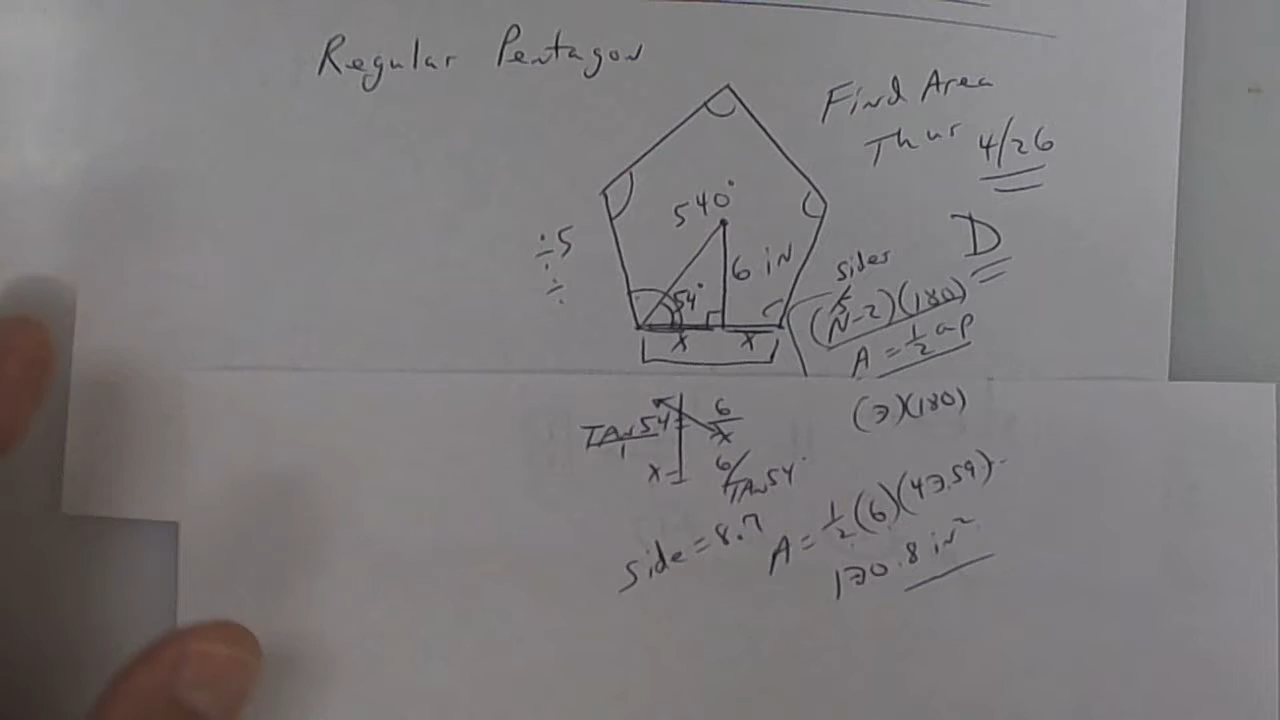 Regular Pentagon
Find Area
Thur 4/26
540°
÷5
÷
6 in
54°
x x
D
sides
5
(N-2)(180)
A = 1/2 ap
(3)(180)
TAN 54
1
6
x
x =
6/TAN 54
side = 8.7
A = 1/2 (6)(43.59)
130.8 in²